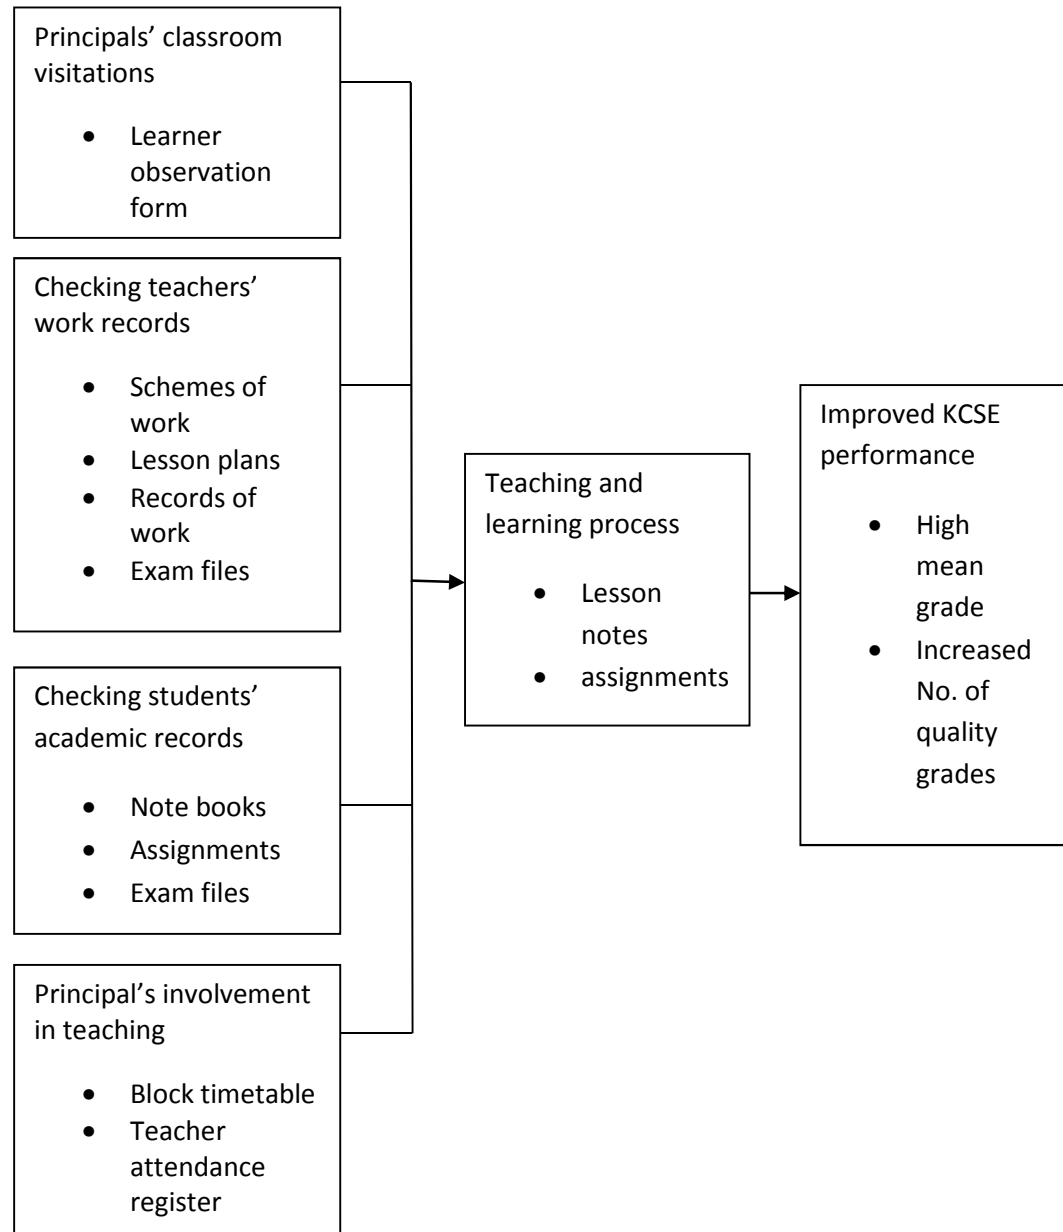 Principals’ classroom
visitations
• Learner
observation
form
Checking teachers’
work records
• Schemes of
work
• Lesson plans
• Records of
work
• Exam files
Checking students’
academic records
• Note books
• Assignments
• Exam files
Principal’s involvement
in teaching
• Block timetable
• Teacher
attendance
register
Teaching and
learning process
• Lesson
notes
• assignments
Improved KCSE
performance
• High
mean
grade
• Increased
No. of
quality
grades